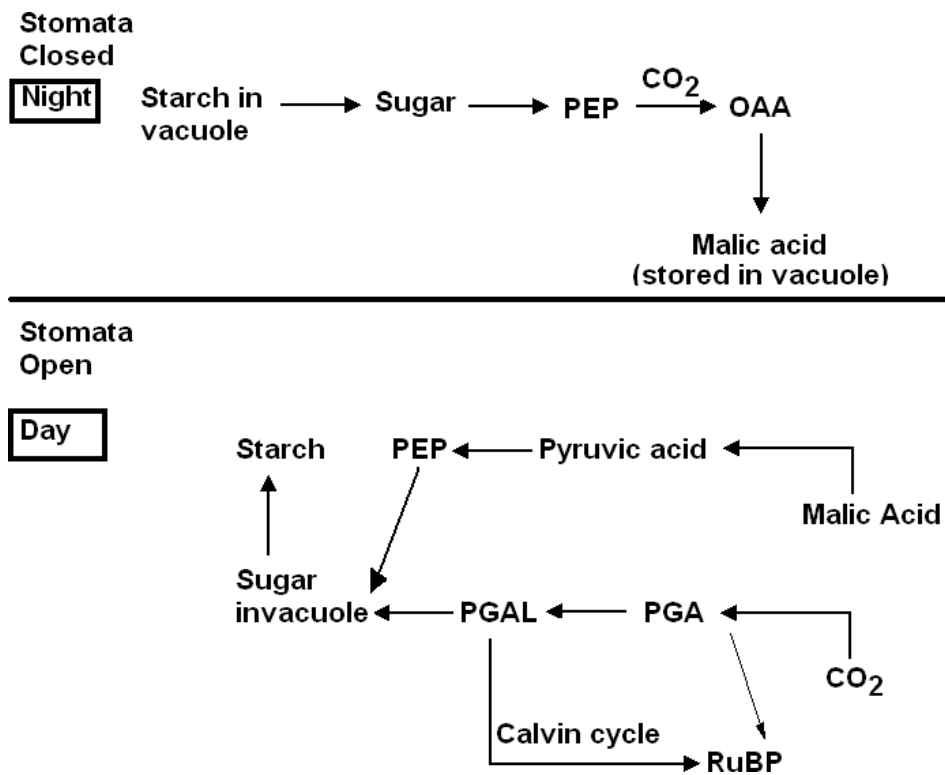 Stomata
Closed
Night
Starch in
vacuole
Sugar
PEP
CO₂
OAA
Malic acid
(stored in vacuole)
Stomata
Open
Day
Starch
PEP
Pyruvic acid
Malic Acid
Sugar
invacuole
PGAL
PGA
CO₂
Calvin cycle
RuBP